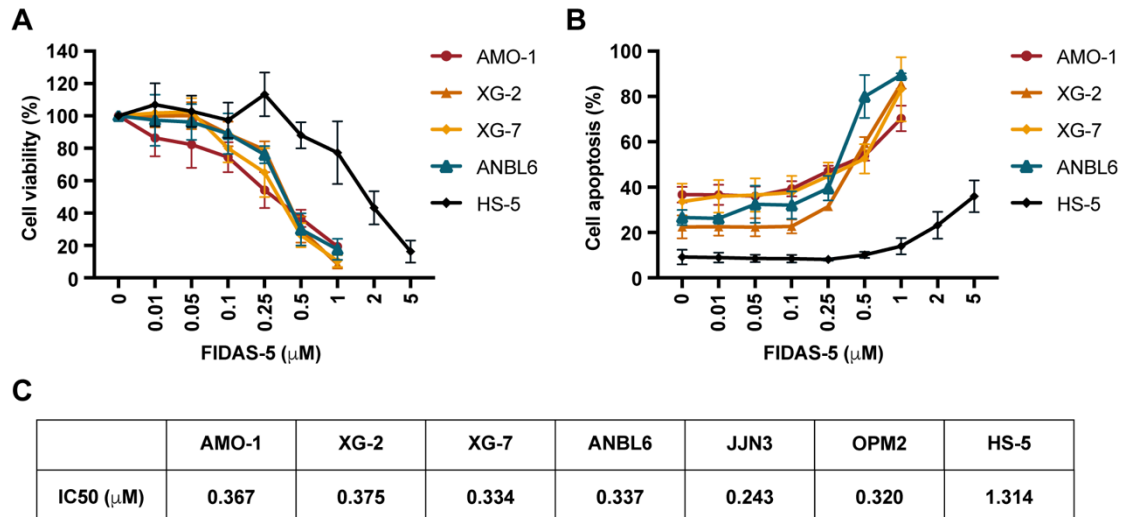 A
Cell viability (%)
140
120
100
80
60
40
20
0
0
0.01
0.05
0.1
0.25
0.5
1
2
5
FIDAS-5 (μM)
AMO-1
XG-2
XG-7
ANBL6
HS-5
B
Cell apoptosis (%)
100
80
60
40
20
0
0
0.01
0.05
0.1
0.25
0.5
1
2
5
FIDAS-5 (μM)
AMO-1
XG-2
XG-7
ANBL6
HS-5
C
AMO-1 XG-2 XG-7 ANBL6 JJN3 OPM2 HS-5
IC50 (μM) 0.367 0.375 0.334 0.337 0.243 0.320 1.314